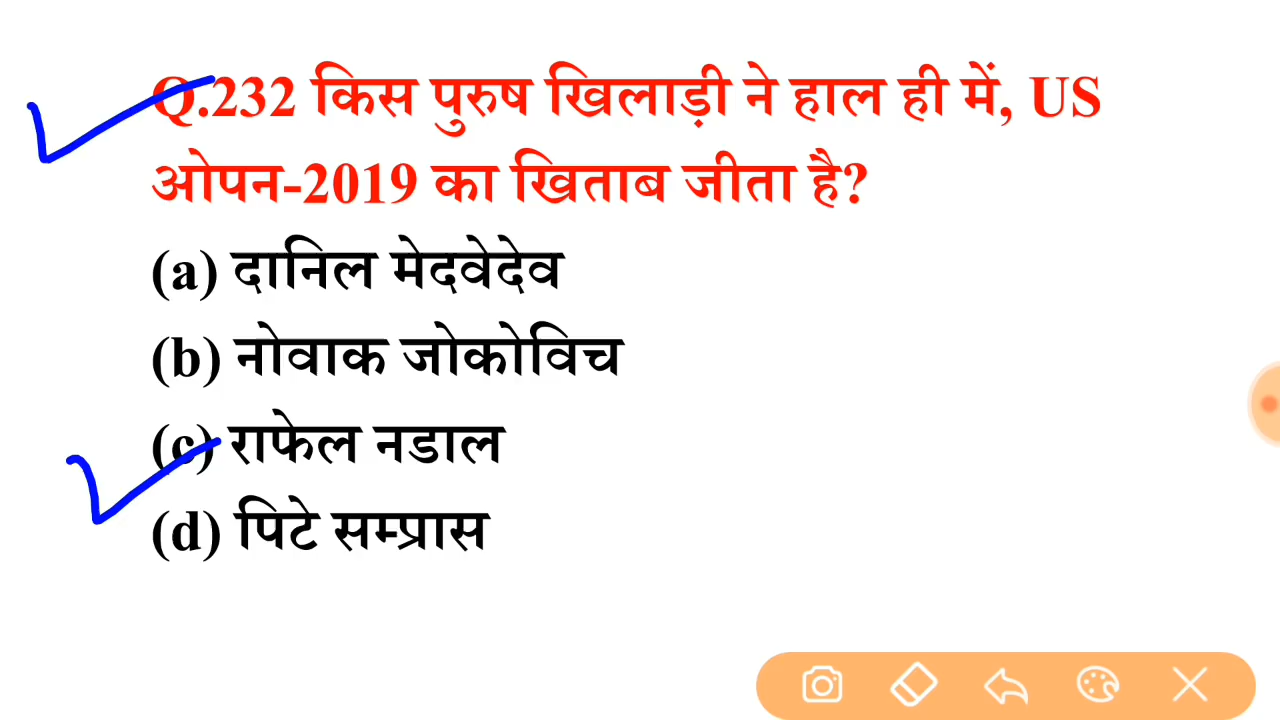 Q.232 किस पुरुष खिलाड़ी ने हाल ही में, US
ओपन-2019 का खिताब जीता है?
(a) दानिल मेदवेदेव
(b) नोवाक जोकोविच
(c) राफेल नडाल
(d) पिटे सम्प्रास